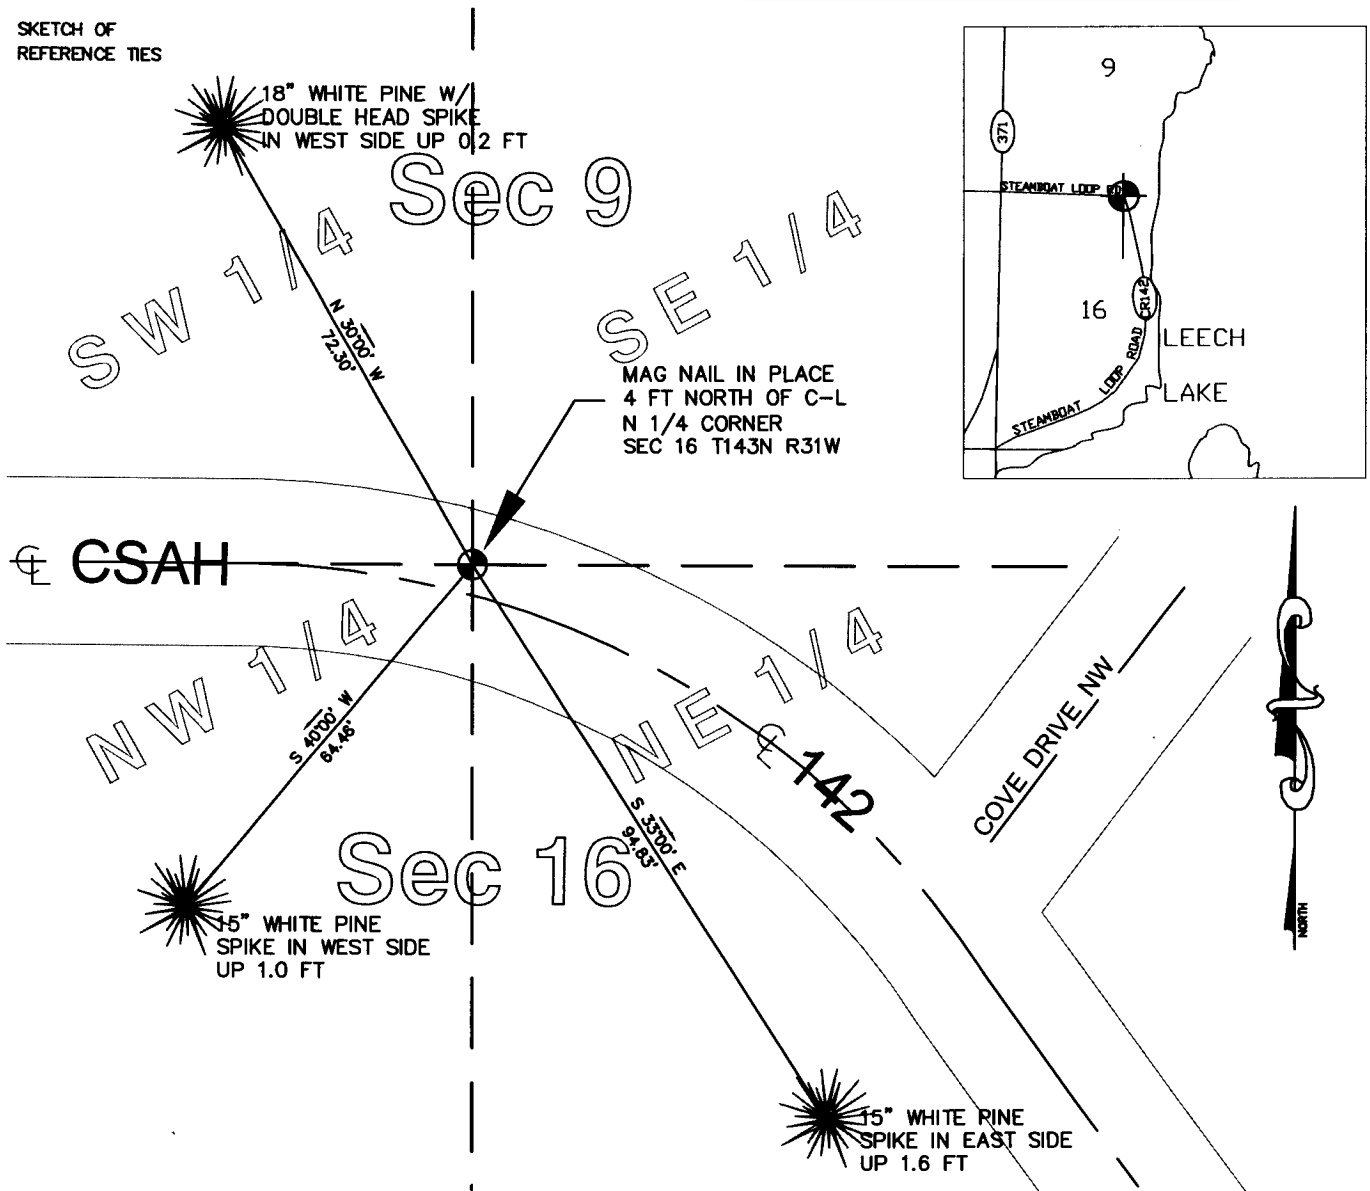 SKETCH OF
REFERENCE TIES
18" WHITE PINE W/
DOUBLE HEAD SPIKE
IN WEST SIDE UP 0.2 FT
Sec 9
SW 1/4
SE 1/4
N 30°00' W
72.30'
MAG NAIL IN PLACE
4 FT NORTH OF C-L
N 1/4 CORNER
SEC 16 T143N R31W
9
371
STEAMBOAT LOOP RD
16
CR142
STEAMBOAT LOOP ROAD
LEECH
LAKE
CL CSAH
NW 1/4
NE 1/4
S 40°00' W
64.46'
CL 142
COVE DRIVE NW
S 33°00' E
94.83'
Sec 16
15" WHITE PINE
SPIKE IN WEST SIDE
UP 1.0 FT
15" WHITE PINE
SPIKE IN EAST SIDE
UP 1.6 FT
NORTH